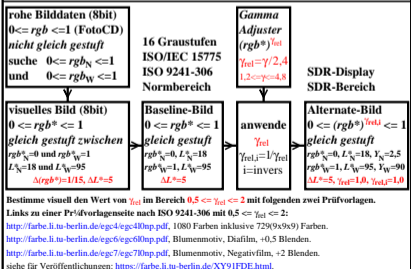 rohe Bilddaten (8bit)
0<= rgb <=1 (FotoCD)
nicht gleich gestuft
suche 0<= rgb_N <=1
und 0<= rgb_W <=1
16 Graustufen
ISO/IEC 15775
ISO 9241-306
Normbereich
Gamma
Adjuster
(rgb*)^γrel
γrel=γ/2,4
1,2<=γ<=4,8
SDR-Display
SDR-Bereich
visuelles Bild (8bit)
0 <= rgb* <= 1
gleich gestuft zwischen
rgb*N=0 und rgb*W=1
L*N=18 und L*W=95
Δ(rgb*)=1/15, ΔL*=5
Baseline-Bild
0 <= rgb* <= 1
gleich gestuft
rgb*N=0, L*N=18
rgb*W=1, L*W=95
ΔL*=5
anwende
γrel
γrel,i=1/γrel
i=invers
Alternate-Bild
0 <= (rgb*)^γrel,i <= 1
gleich gestuft
rgb*N=0, L*N=18, YN=2,5
rgb*W=1, L*W=95, YW=90
ΔL*=5, γrel=1,0, γrel,i=1,0
Bestimme visuell den Wert von γrel im Bereich 0,5 <= γrel <= 2 mit folgenden zwei Prüfvorlagen.
Links zu einer Pr¼fvorlagenseite nach ISO 9241-306 mit 0,5 <= γrel <= 2:
http://farbe.li.tu-berlin.de/egc4/egc4l0np.pdf, 1080 Farben inklusive 729(9x9x9) Farben.
http://farbe.li.tu-berlin.de/egc6/egc6l0np.pdf, Blumenmotiv, Diafilm, +0,5 Blenden.
http://farbe.li.tu-berlin.de/egc7/egc7l0np.pdf, Blumenmotiv, Negativfilm, +2 Blenden.
siehe für Veröffentlichungen: https://farbe.li.tu-berlin.de/XY91FDE.html.